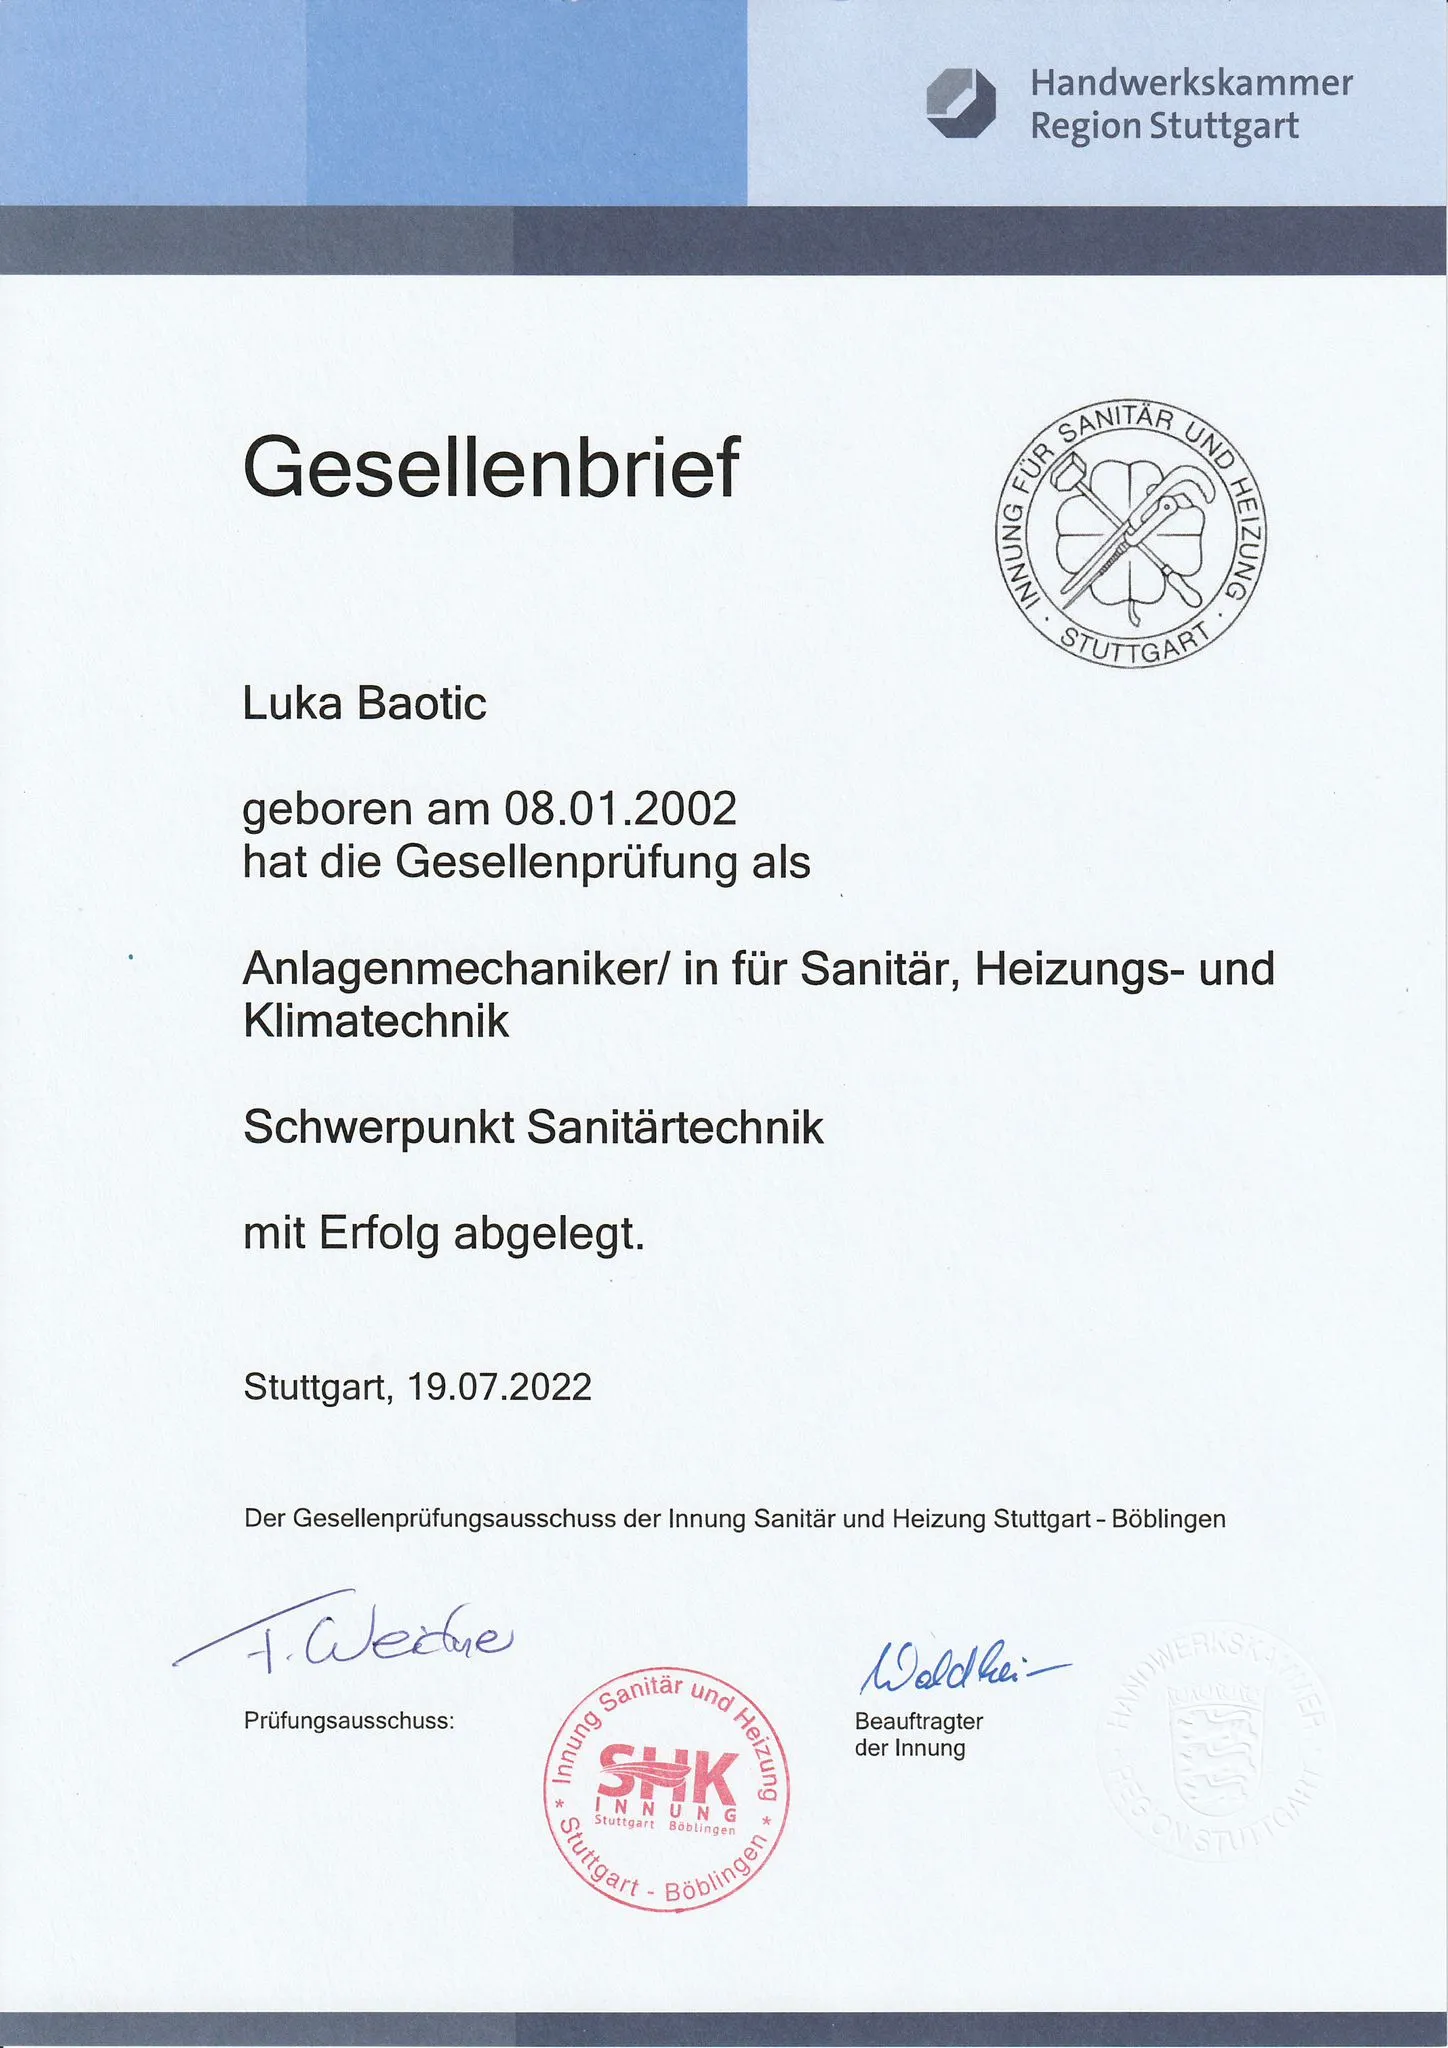 Handwerkskammer
Region Stuttgart
Gesellenbrief
INNUNG FÜR SANITÄR UND HEIZUNG
· STUTTGART ·
Luka Baotic
geboren am 08.01.2002
hat die Gesellenprüfung als
Anlagenmechaniker/ in für Sanitär, Heizungs- und
Klimatechnik
Schwerpunkt Sanitärtechnik
mit Erfolg abgelegt.
Stuttgart, 19.07.2022
Der Gesellenprüfungsausschuss der Innung Sanitär und Heizung Stuttgart – Böblingen
Prüfungsausschuss:
Innung Sanitär und Heizung
SHK
INNUNG
Stuttgart Böblingen
* Stuttgart - Böblingen *
Beauftragter
der Innung
HANDWERKSKAMMER
REGION STUTTGART